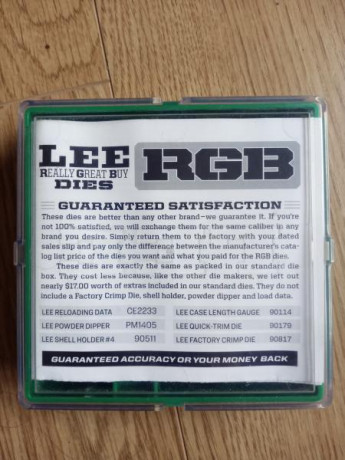 LEE RGB
REALLY GREAT BUY
DIES
GUARANTEED SATISFACTION
These dies are better than any other brand—we guarantee it. If you're
not 100% satisfied, we will exchange them for the same caliber in any
brand you desire. Simply return them to the factory with your dated
sales slip and pay only the difference between the manufacturer's cata-
log list price of the dies you want and what you paid for the RGB dies.
These dies are exactly the same as packed in our standard die
box. They cost less because, like the other die makers, we left out
nearly $17.00 worth of extras included in our standard dies. They do not
include a Factory Crimp Die, shell holder, powder dipper and load data.
LEE RELOADING DATA CE2233 LEE CASE LENGTH GAUGE 90114
LEE POWDER DIPPER PM1405 LEE QUICK-TRIM DIE 90179
LEE SHELL HOLDER #4 90511 LEE FACTORY CRIMP DIE 90817
GUARANTEED ACCURACY OR YOUR MONEY BACK